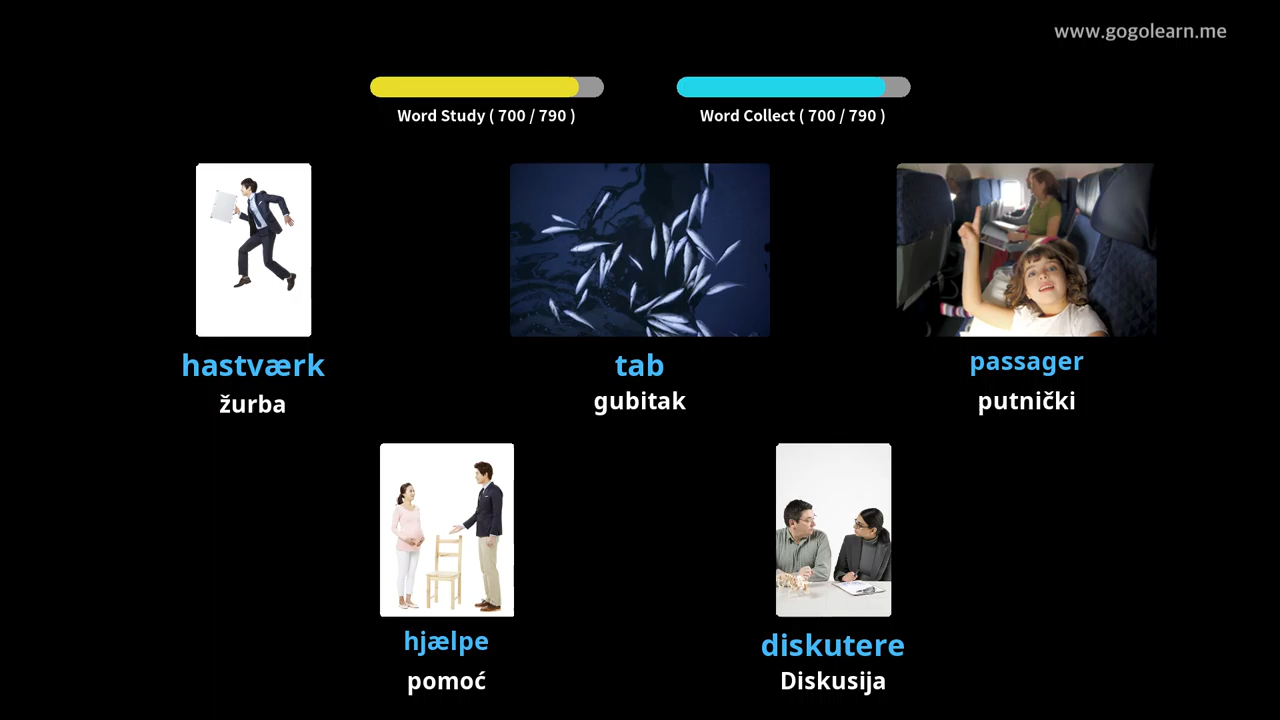 www.gogolearn.me
Word Study ( 700 / 790 )
Word Collect ( 700 / 790 )
hastværk
žurba
tab
gubitak
passager
putnički
hjælpe
pomoć
diskutere
Diskusija